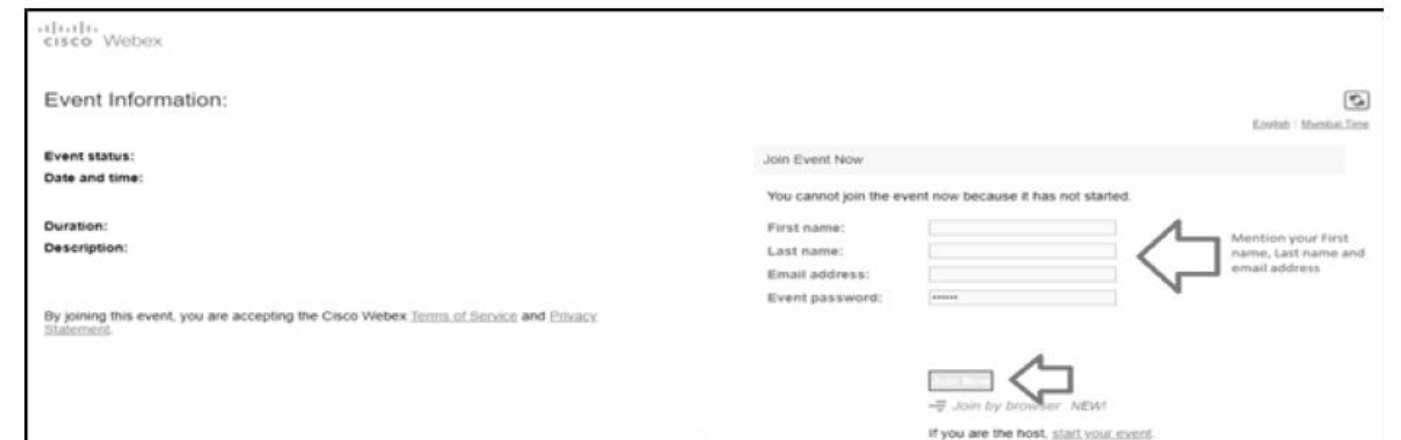 cisco Webex
Event Information:
English : Mumbai Time
Event status:
Date and time:
Duration:
Description:
By joining this event, you are accepting the Cisco Webex Terms of Service and Privacy
Statement.
Join Event Now
You cannot join the event now because it has not started.
First name:
Last name:
Email address:
Event password:
Mention your First
name, Last name and
email address
Join Now
Join by browser NEW!
If you are the host, start your event.